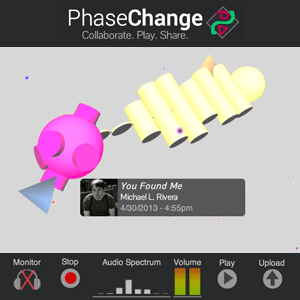 PhaseChange
Collaborate. Play. Share.
You Found Me
Michael L. Rivera
4/30/2013 - 4:55pm
Monitor Stop Audio Spectrum Volume Play Upload